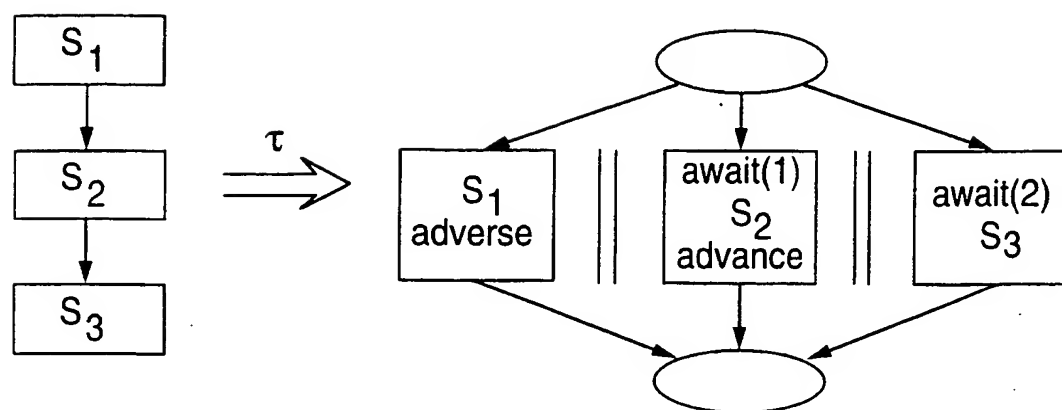 S1
S2
S3
τ
S1
adverse
await(1)
S2
advance
await(2)
S3